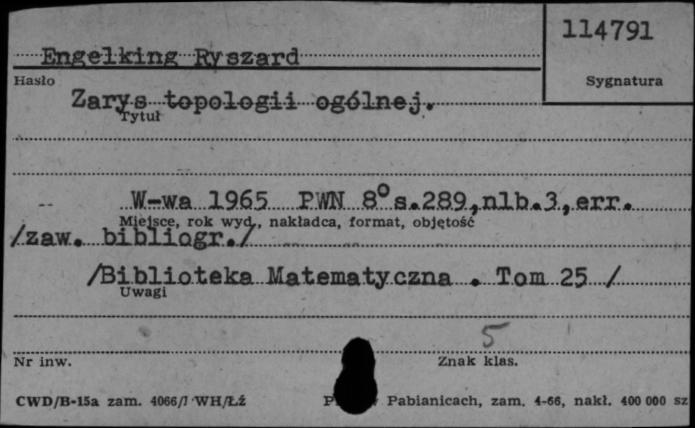 114791
Engelking Ryszard
Hasło
Sygnatura
Zarys topologii ogólnej.
Tytuł
-- W-wa 1965 PWN 8° s.289,nlb.3,err.
Miejsce, rok wyd., nakładca, format, objętość
/zaw. bibliogr./
/Biblioteka Matematyczna . Tom 25 /
Uwagi
5
Nr inw.
Znak klas.
CWD/B-15a zam. 4066/ WH/Łź
Pabianicach, zam. 4-66, nakł. 400 000 sz